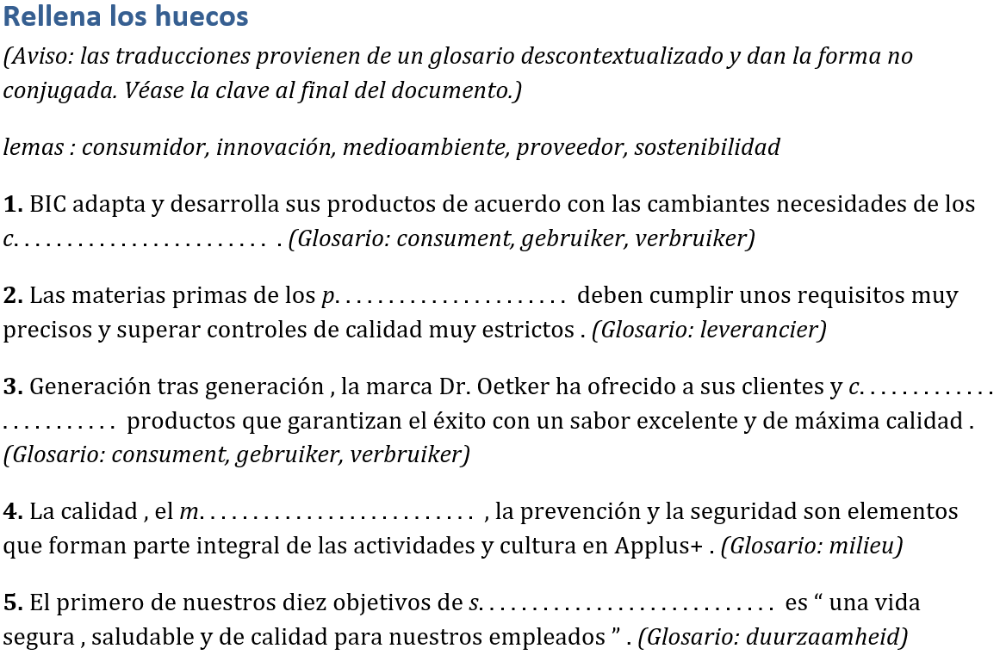 Rellena los huecos
(Aviso: las traducciones provienen de un glosario descontextualizado y dan la forma no
conjugada. Véase la clave al final del documento.)
lemas : consumidor, innovación, medioambiente, proveedor, sostenibilidad
1. BIC adapta y desarrolla sus productos de acuerdo con las cambiantes necesidades de los
c. . . . . . . . . . . . . . . . . . . . . . . . . (Glosario: consument, gebruiker, verbruiker)
2. Las materias primas de los p. . . . . . . . . . . . . . . . . . . . . . deben cumplir unos requisitos muy
precisos y superar controles de calidad muy estrictos . (Glosario: leverancier)
3. Generación tras generación , la marca Dr. Oetker ha ofrecido a sus clientes y c. . . . . . . . . . . . .
. . . . . . . . . . . productos que garantizan el éxito con un sabor excelente y de máxima calidad .
(Glosario: consument, gebruiker, verbruiker)
4. La calidad , el m. . . . . . . . . . . . . . . . . . . . . . . . . . , la prevención y la seguridad son elementos
que forman parte integral de las actividades y cultura en Applus+ . (Glosario: milieu)
5. El primero de nuestros diez objetivos de s. . . . . . . . . . . . . . . . . . . . . . . . . . . . es “ una vida
segura , saludable y de calidad para nuestros empleados ” . (Glosario: duurzaamheid)